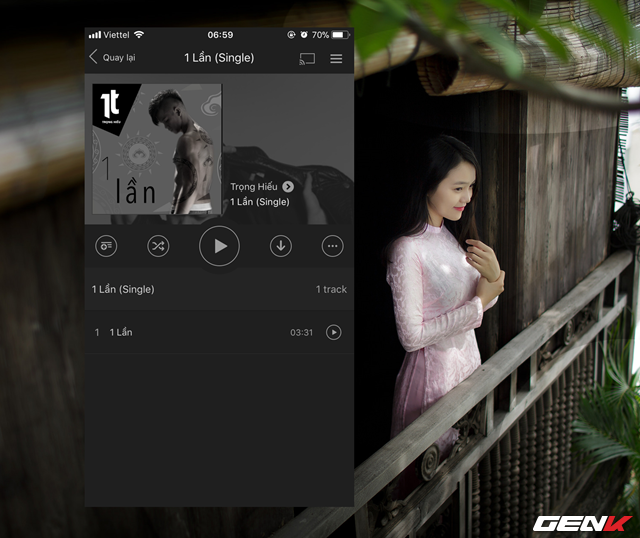 Viettel 06:59 70%
Quay lại 1 Lần (Single)
1t
TRỌNG HIẾU
1
lần
Trọng Hiếu
1 Lần (Single)
1 Lần (Single) 1 track
1 1 Lần 03:31
GENK